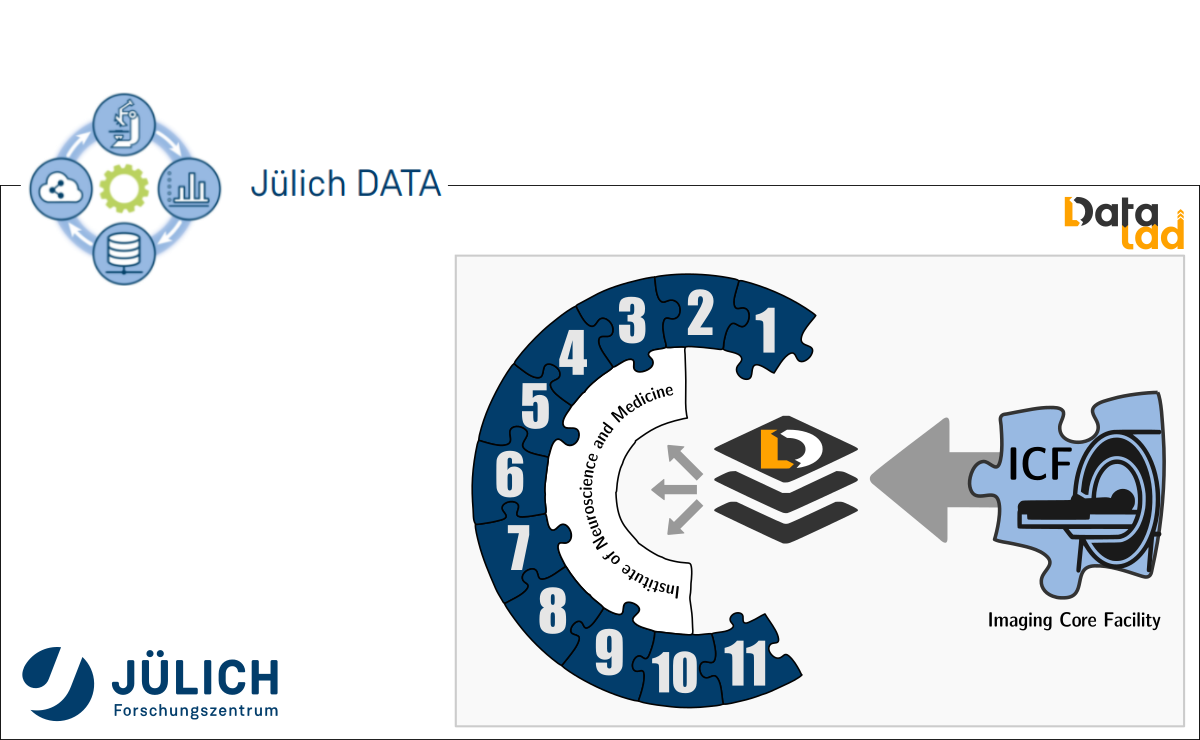 Jülich DATA
Data
Lad
1
2
3
4
5
6
7
8
9
10
11
Institute of Neuroscience and Medicine
ICF
Imaging Core Facility
JÜLICH
Forschungszentrum